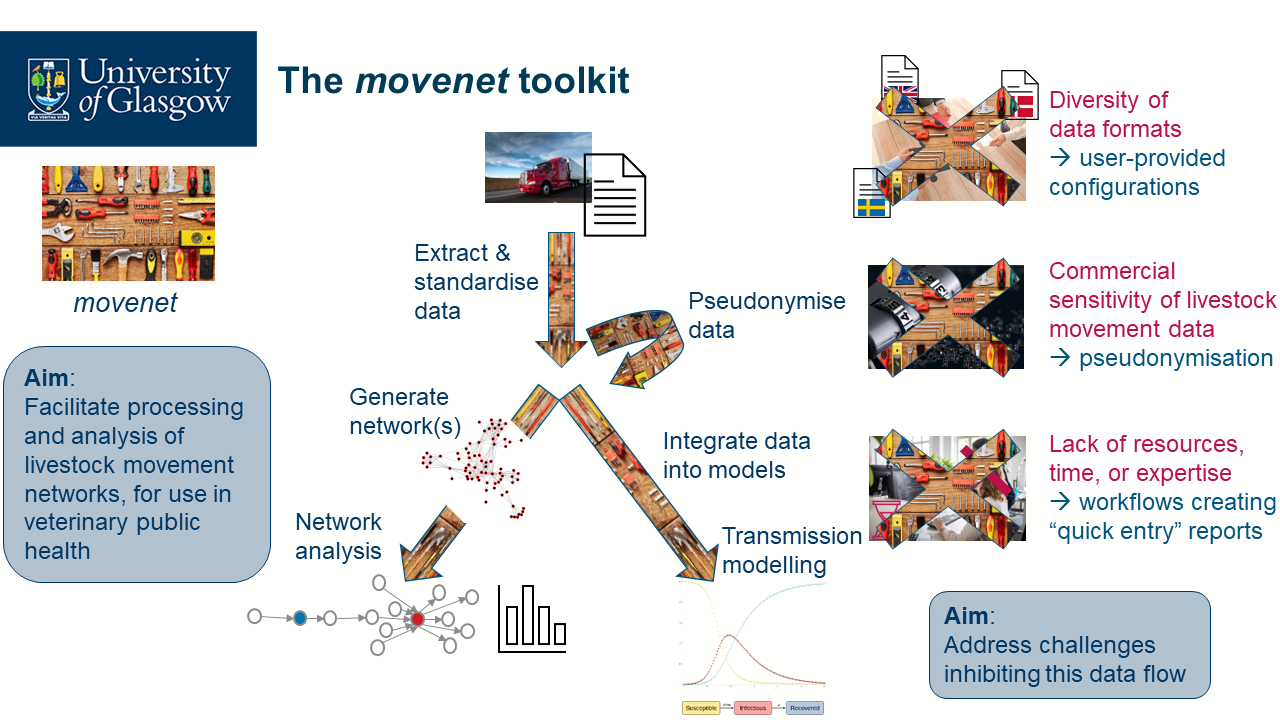 University
of Glasgow
VIA VERITAS VITA
The movenet toolkit
movenet
Aim:
Facilitate processing
and analysis of
livestock movement
networks, for use in
veterinary public
health
Extract &
standardise
data
Pseudonymise
data
Generate
network(s)
Integrate data
into models
Network
analysis
Transmission
modelling
Susceptible
Infectious
Recovered
Diversity of
data formats
→ user-provided
configurations
Commercial
sensitivity of livestock
movement data
→ pseudonymisation
Lack of resources,
time, or expertise
→ workflows creating
“quick entry” reports
Aim:
Address challenges
inhibiting this data flow